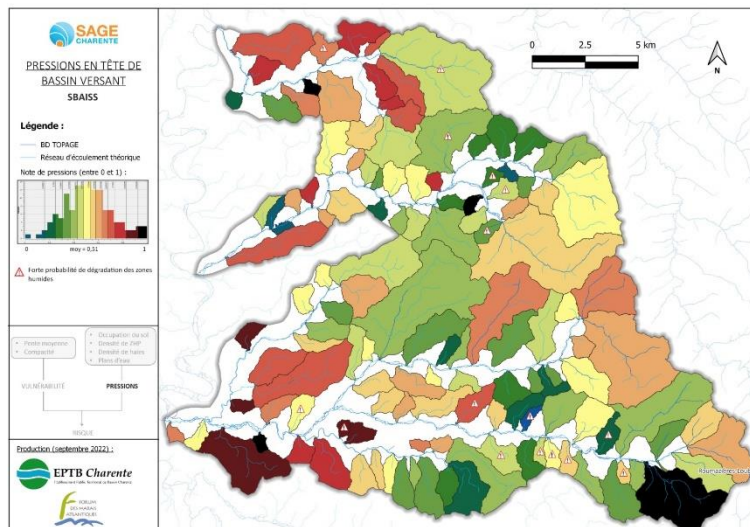 SAGE
CHARENTE
PRESSIONS EN TÊTE DE
BASSIN VERSANT
SBAISS
Légende :
BD TOPAGE
Réseau d'écoulement théorique
Note de pressions (entre 0 et 1) :
0 moy = 0,31 1
Forte probabilité de dégradation des zones
humides
Pente moyenne
Compacité
Occupation du sol
Densité de ZHP
Densité de haies
Plans d'eau
VULNÉRABILITÉ PRESSIONS
RISQUE
Production (septembre 2022) :
EPTB Charente
FORUM
DES MARAIS
ATLANTIQUES
0 2.5 5 km
N